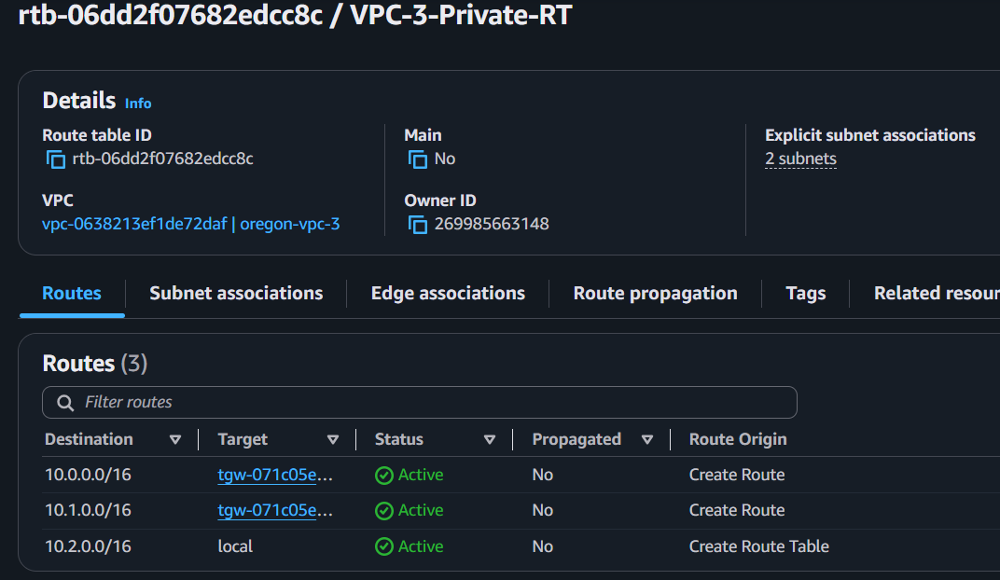 rtb-06dd2f07682edcc8c / VPC-3-Private-RT
Details Info
Route table ID
rtb-06dd2f07682edcc8c
Main
No
Explicit subnet associations
2 subnets
VPC
vpc-0638213ef1de72daf | oregon-vpc-3
Owner ID
269985663148
Routes Subnet associations Edge associations Route propagation Tags Related resour
Routes (3)
Filter routes
Destination Target Status Propagated Route Origin
10.0.0.0/16 tgw-071c05e... Active No Create Route
10.1.0.0/16 tgw-071c05e... Active No Create Route
10.2.0.0/16 local Active No Create Route Table